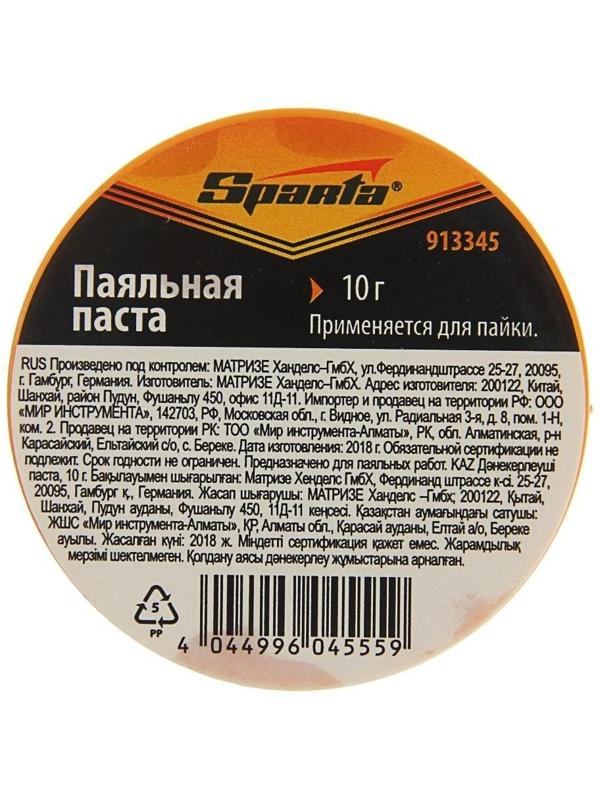 Sparta®
913345
Паяльная
паста
10 г
Применяется для пайки.
RUS Произведено под контролем: МАТРИЗЕ Ханделс–ГмбХ, ул.Фердинандштрассе 25-27, 20095,
г. Гамбург, Германия. Изготовитель: МАТРИЗЕ Ханделс-ГмбХ. Адрес изготовителя: 200122, Китай,
Шанхай, район Пудун, Фушаньлу 450, офис 11Д-11. Импортер и продавец на территории РФ: ООО
«МИР ИНСТРУМЕНТА», 142703, РФ, Московская обл., г. Видное, ул. Радиальная 3-я, д. 8, пом. 1-Н,
ком. 2. Продавец на территории РК: ТОО «Мир инструмента-Алматы», РК, обл. Алматинская, р-н
Карасайский, Ельтайский с/о, с. Береке. Дата изготовления: 2018 г. Обязательной сертификации не
подлежит. Срок годности не ограничен. Предназначено для паяльных работ. KAZ Дәнекерлеуші
паста, 10 г. Бақылауымен шығарылған: Матризе Хенделс ГмбХ, Фердинанд штрассе к-сі. 25-27,
20095, Гамбург қ., Германия. Жасап шығарушы: МАТРИЗЕ Ханделс –Гмбх; 200122, Қытай,
Шанхай, Пудун ауданы, Фушаньлу 450, 11Д-11 кеңсесі. Қазақстан аумағындағы сатушы:
ЖШС «Мир инструмента-Алматы», ҚР, Алматы обл., Қарасай ауданы, Елтай а/о, Береке
ауылы. Жасалған күні: 2018 ж. Міндетті сертификация қажет емес. Жарамдылық
мерзімі шектелмеген. Қолдану аясы дәнекерлеу жұмыстарына арналған.
5
PP
4 044996 045559